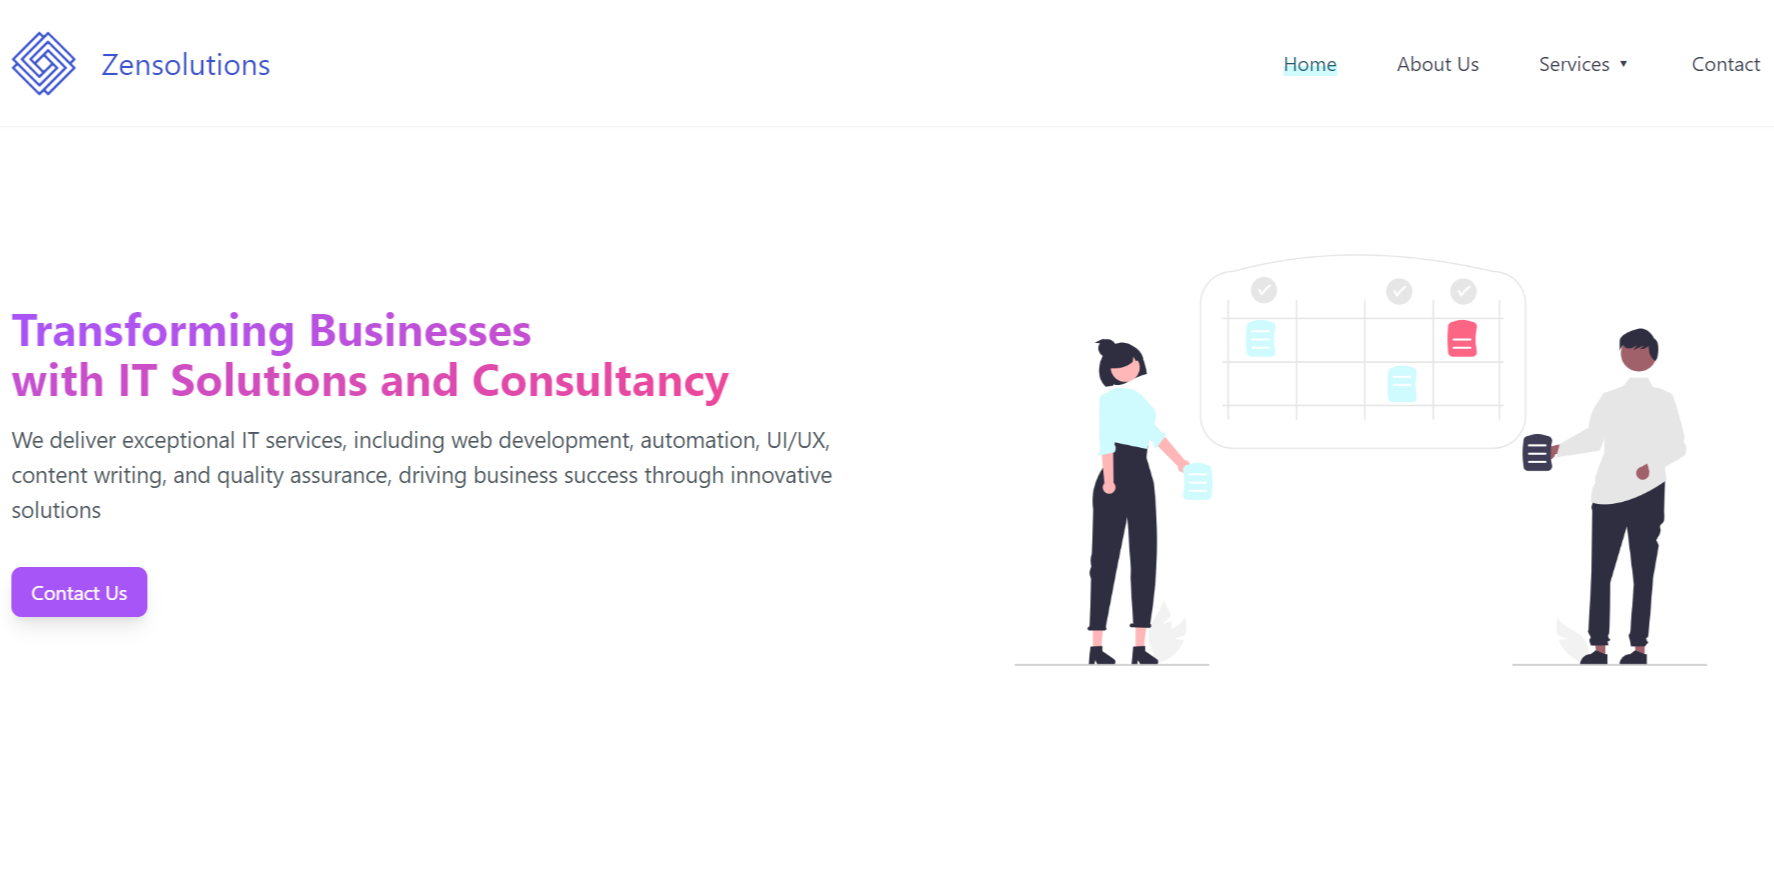 Zensolutions
Home
About Us
Services ▼
Contact
Transforming Businesses
with IT Solutions and Consultancy
We deliver exceptional IT services, including web development, automation, UI/UX,
content writing, and quality assurance, driving business success through innovative
solutions
Contact Us